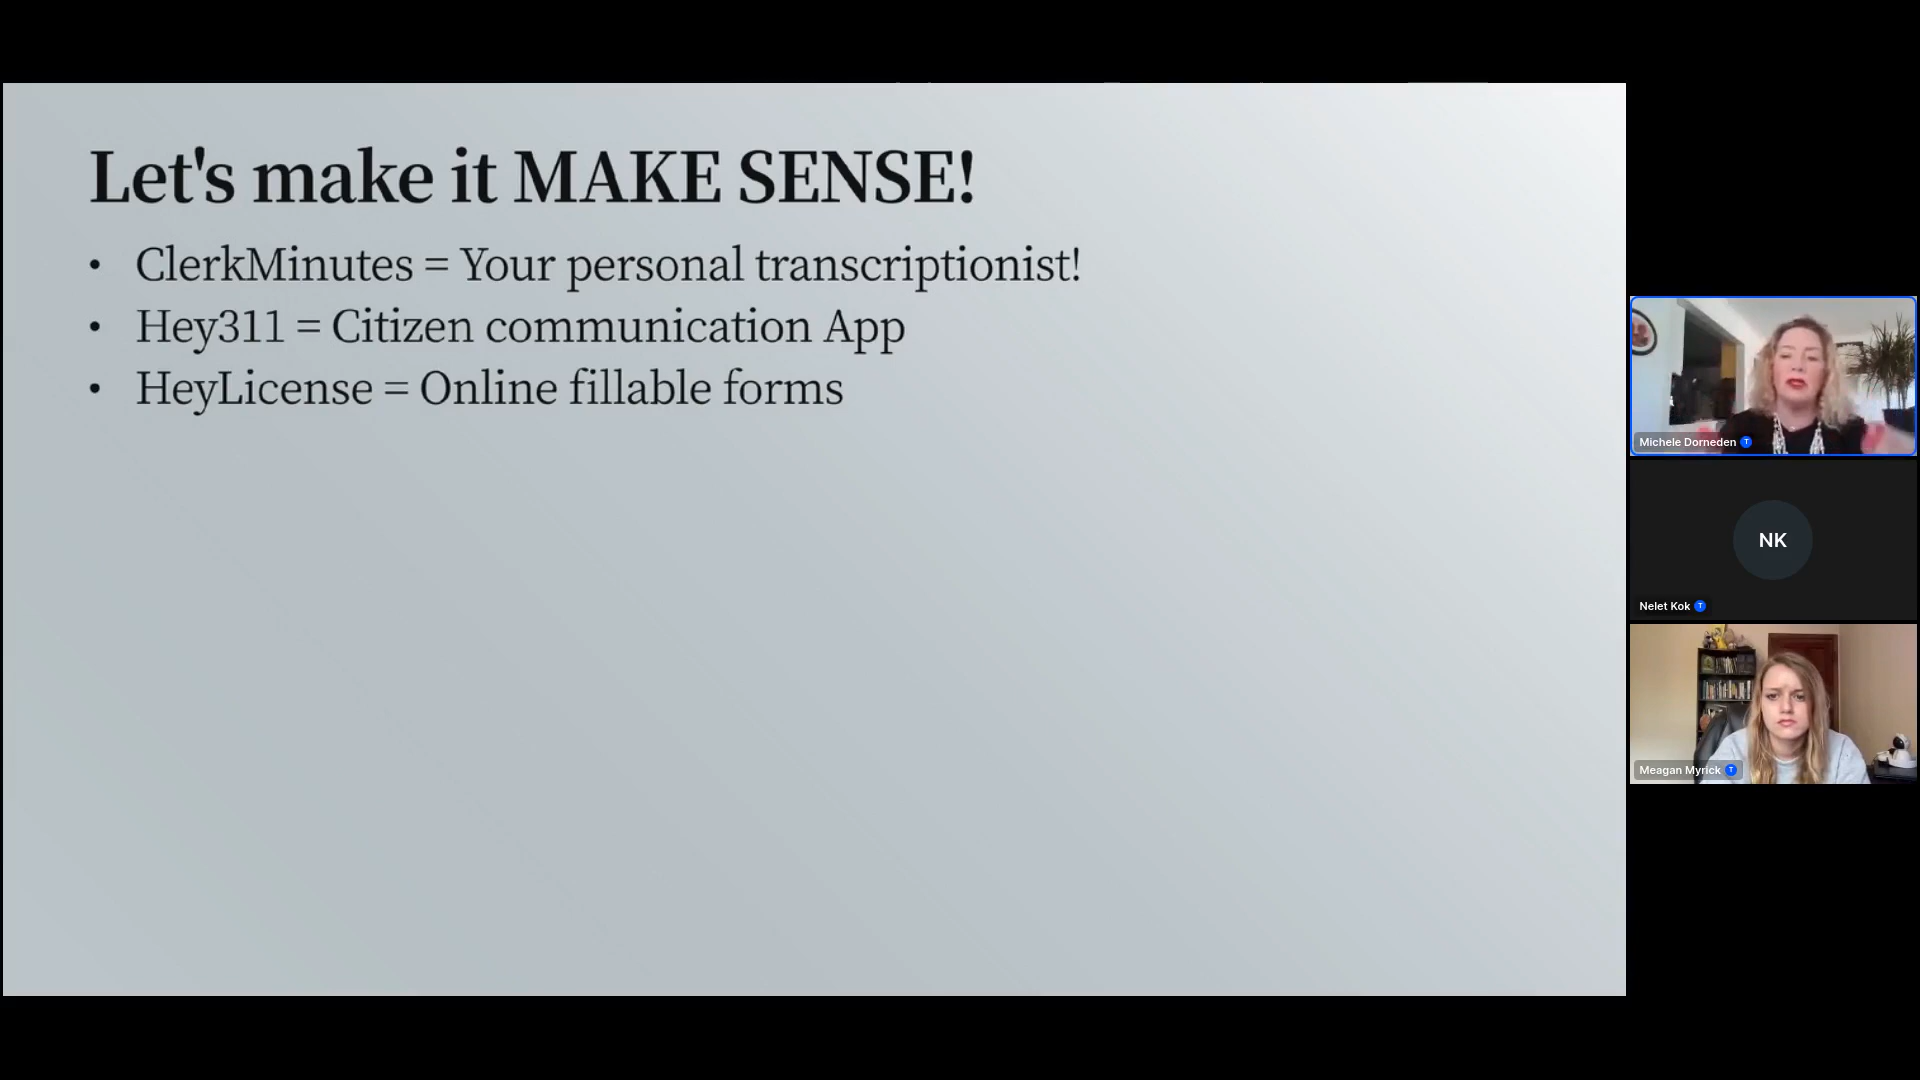 Let's make it MAKE SENSE!
• ClerkMinutes = Your personal transcriptionist!
• Hey311 = Citizen communication App
• HeyLicense = Online fillable forms
Michele Dorneden T
NK
Nelet Kok T
Meagan Myrick T